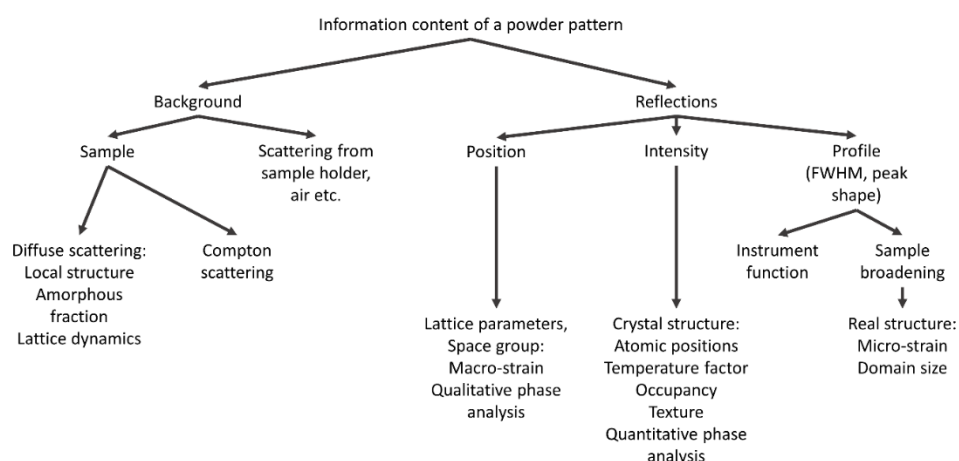 Information content of a powder pattern
Background
Reflections
Sample
Scattering from
sample holder,
air etc.
Position
Intensity
Profile
(FWHM, peak
shape)
Diffuse scattering:
Local structure
Amorphous
fraction
Lattice dynamics
Compton
scattering
Instrument
function
Sample
broadening
Lattice parameters,
Space group:
Macro-strain
Qualitative phase
analysis
Crystal structure:
Atomic positions
Temperature factor
Occupancy
Texture
Quantitative phase
analysis
Real structure:
Micro-strain
Domain size